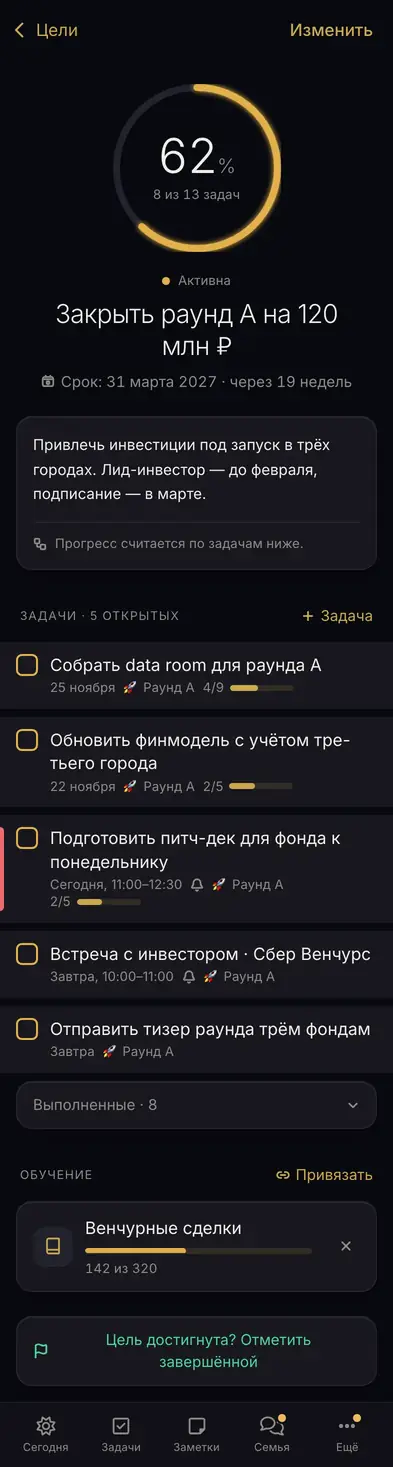 Цели
Изменить
62%
8 из 13 задач
Активна
Закрыть раунд А на 120
млн ₽
Срок: 31 марта 2027 · через 19 недель
Привлечь инвестиции под запуск в трёх
городах. Лид-инвестор — до февраля,
подписание — в марте.
Прогресс считается по задачам ниже.
ЗАДАЧИ · 5 ОТКРЫТЫХ
+ Задача
Собрать data room для раунда А
25 ноября 🚀 Раунд А 4/9
Обновить финмодель с учётом тре-
тьего города
22 ноября 🚀 Раунд А 2/5
Подготовить питч-дек для фонда к
понедельнику
Сегодня, 11:00–12:30 🚀 Раунд А
2/5
Встреча с инвестором · Сбер Венчурс
Завтра, 10:00–11:00 🚀 Раунд А
Отправить тизер раунда трём фондам
Завтра 🚀 Раунд А
Выполненные · 8
ОБУЧЕНИЕ
Привязать
Венчурные сделки
142 из 320
Цель достигнута? Отметить
завершённой
Сегодня
Задачи
Заметки
Семья
Ещё